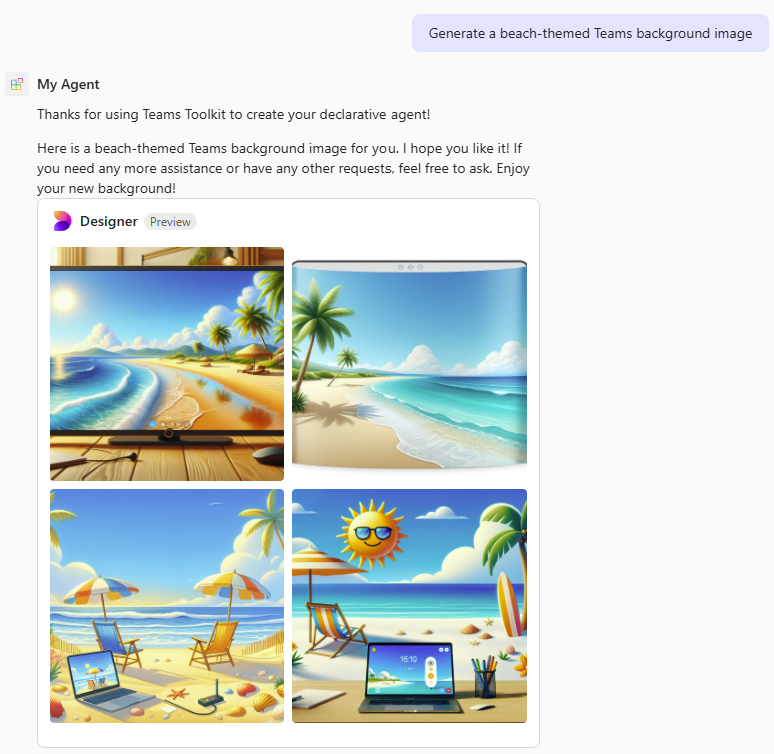 Generate a beach-themed Teams background image
My Agent
Thanks for using Teams Toolkit to create your declarative agent!
Here is a beach-themed Teams background image for you. I hope you like it! If
you need any more assistance or have any other requests, feel free to ask. Enjoy
your new background!
Designer Preview
16:10